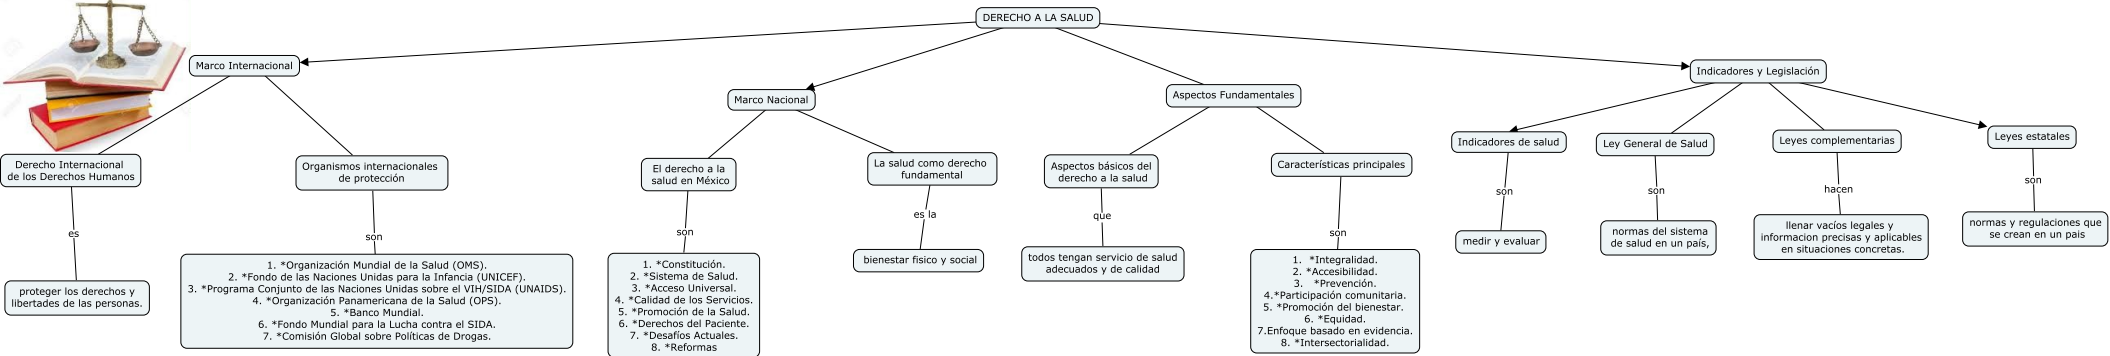 DERECHO A LA SALUD
Marco Internacional
Derecho Internacional
de los Derechos Humanos
es
proteger los derechos y
libertades de las personas.
Organismos internacionales
de protección
son
1. *Organización Mundial de la Salud (OMS).
2. *Fondo de las Naciones Unidas para la Infancia (UNICEF).
3. *Programa Conjunto de las Naciones Unidas sobre el VIH/SIDA (UNAIDS).
4. *Organización Panamericana de la Salud (OPS).
5. *Banco Mundial.
6. *Fondo Mundial para la Lucha contra el SIDA.
7. *Comisión Global sobre Políticas de Drogas.
Marco Nacional
El derecho a la
salud en México
son
1. *Constitución.
2. *Sistema de Salud.
3. *Acceso Universal.
4. *Calidad de los Servicios.
5. *Promoción de la Salud.
6. *Derechos del Paciente.
7. *Desafíos Actuales.
8. *Reformas
La salud como derecho
fundamental
es la
bienestar fisico y social
Aspectos Fundamentales
Aspectos básicos del
derecho a la salud
que
todos tengan servicio de salud
adecuados y de calidad
Características principales
son
1. *Integralidad.
2. *Accesibilidad.
3. *Prevención.
4.*Participación comunitaria.
5. *Promoción del bienestar.
6. *Equidad.
7.Enfoque basado en evidencia.
8. *Intersectorialidad.
Indicadores y Legislación
Indicadores de salud
son
medir y evaluar
Ley General de Salud
son
normas del sistema
de salud en un país,
Leyes complementarias
hacen
llenar vacíos legales y
informacion precisas y aplicables
en situaciones concretas.
Leyes estatales
son
normas y regulaciones que
se crean en un pais